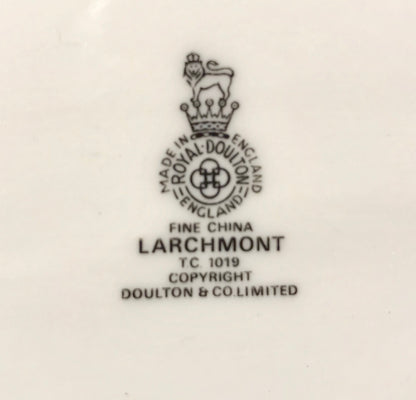 MADE IN ENGLAND
ROYAL · DOULTON
ENGLAND
FINE CHINA
LARCHMONT
T.C. 1019
COPYRIGHT
DOULTON & CO. LIMITED